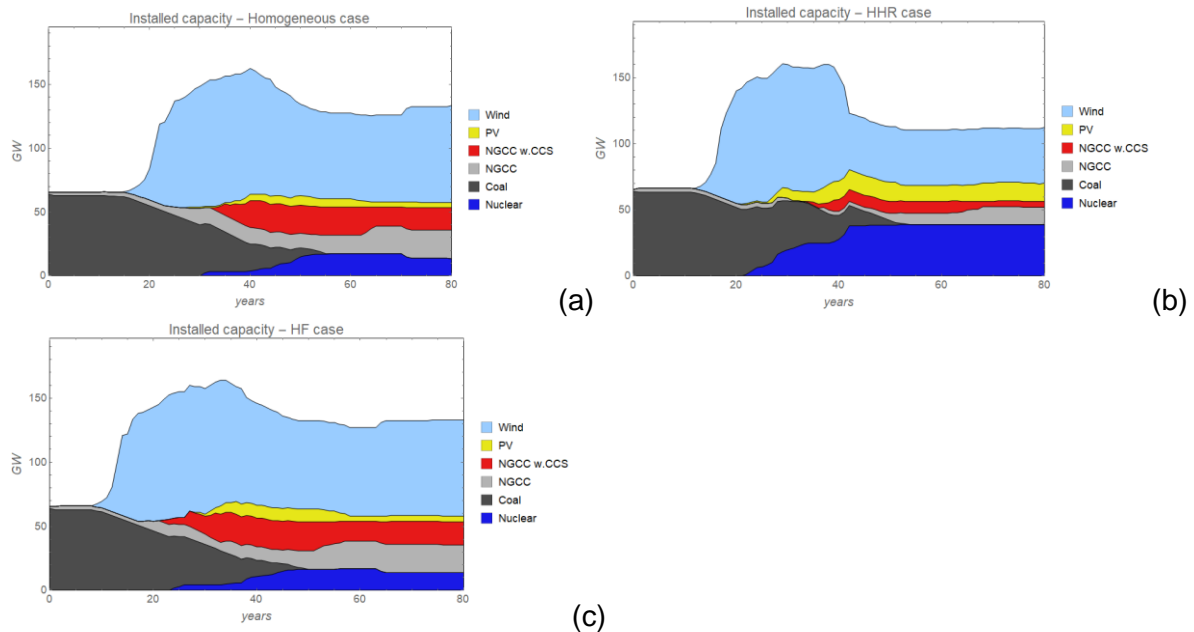 Installed capacity – Homogeneous case
150
100
50
0
GW
0 20 40 60 80
years
Wind
PV
NGCC w.CCS
NGCC
Coal
Nuclear
(a)
Installed capacity – HHR case
150
100
50
0
GW
0 20 40 60 80
years
Wind
PV
NGCC w.CCS
NGCC
Coal
Nuclear
(b)
Installed capacity – HF case
150
100
50
0
GW
0 20 40 60 80
years
Wind
PV
NGCC w.CCS
NGCC
Coal
Nuclear
(c)